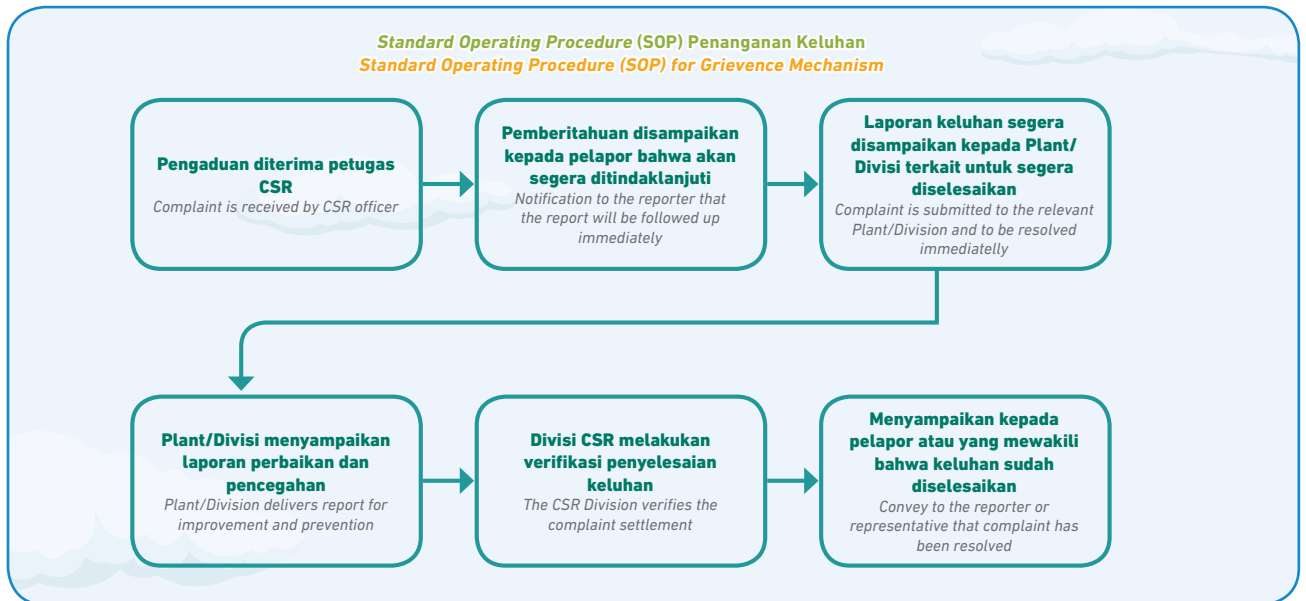 Standard Operating Procedure (SOP) Penanganan Keluhan
Standard Operating Procedure (SOP) for Grievence Mechanism
Pengaduan diterima petugas
CSR
Complaint is received by CSR officer
Pemberitahuan disampaikan
kepada pelapor bahwa akan
segera ditindaklanjuti
Notification to the reporter that
the report will be followed up
immediately
Laporan keluhan segera
disampaikan kepada Plant/
Divisi terkait untuk segera
diselesaikan
Complaint is submitted to the relevant
Plant/Division and to be resolved
immediatelly
Plant/Divisi menyampaikan
laporan perbaikan dan
pencegahan
Plant/Division delivers report for
improvement and prevention
Divisi CSR melakukan
verifikasi penyelesaian
keluhan
The CSR Division verifies the
complaint settlement
Menyampaikan kepada
pelapor atau yang mewakili
bahwa keluhan sudah
diselesaikan
Convey to the reporter or
representative that complaint has
been resolved